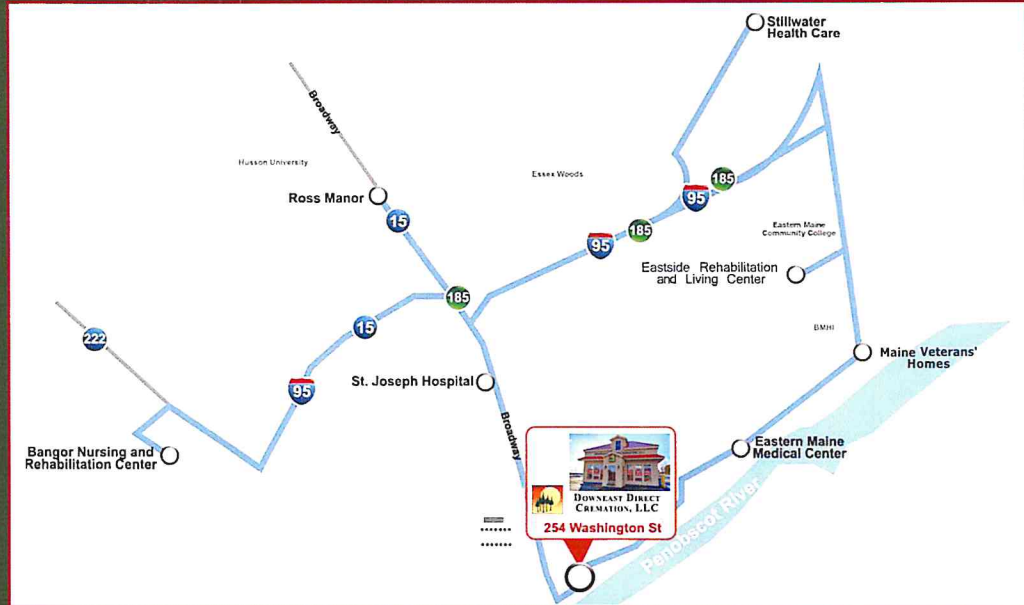 Stillwater
Health Care
Broadway
Husson University
Essex Woods
185
95
Ross Manor
15
95
185
Eastern Maine
Community College
Eastside Rehabilitation
and Living Center
185
15
222
BMHI
Maine Veterans'
Homes
St. Joseph Hospital
95
Broadway
Bangor Nursing and
Rehabilitation Center
Eastern Maine
Medical Center
DOWNEAST DIRECT
CREMATION, LLC
254 Washington St
Penobscot River